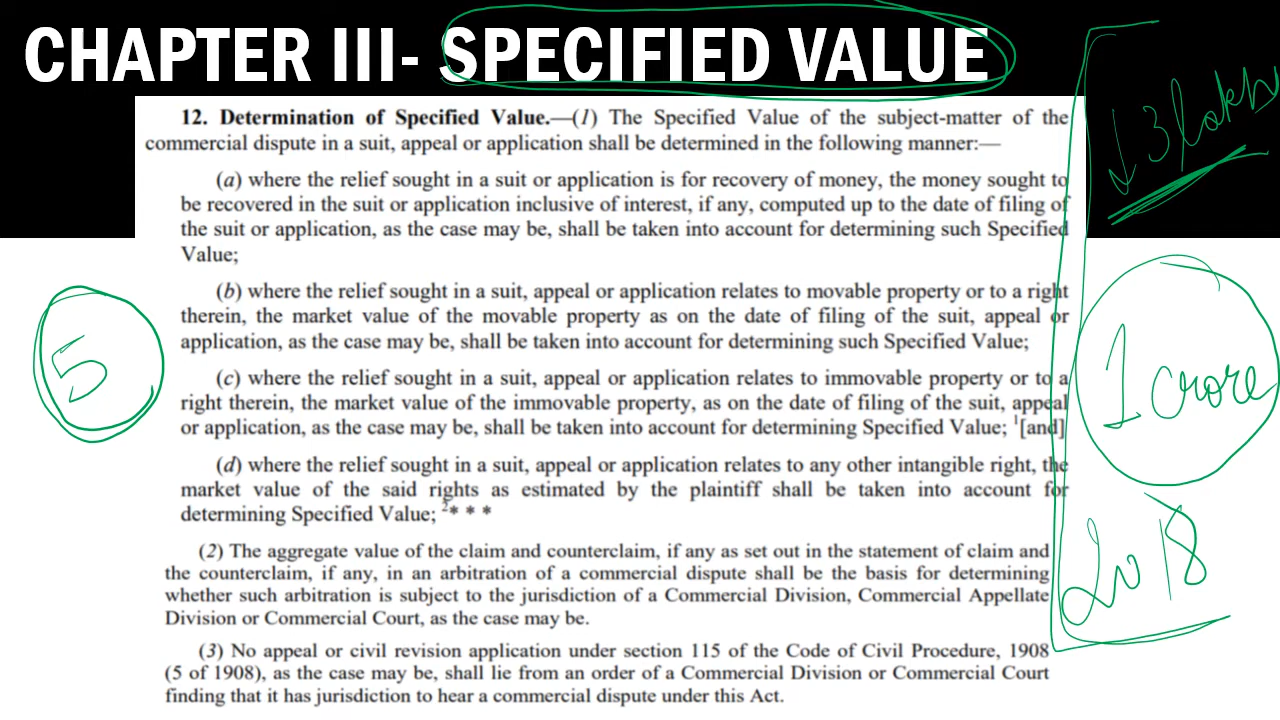 CHAPTER III- SPECIFIED VALUE
12. Determination of Specified Value.—(1) The Specified Value of the subject-matter of the
commercial dispute in a suit, appeal or application shall be determined in the following manner:—
(a) where the relief sought in a suit or application is for recovery of money, the money sought to
be recovered in the suit or application inclusive of interest, if any, computed up to the date of filing of
the suit or application, as the case may be, shall be taken into account for determining such Specified
Value;
(b) where the relief sought in a suit, appeal or application relates to movable property or to a right
therein, the market value of the movable property as on the date of filing of the suit, appeal or
application, as the case may be, shall be taken into account for determining such Specified Value;
(c) where the relief sought in a suit, appeal or application relates to immovable property or to a
right therein, the market value of the immovable property, as on the date of filing of the suit, appeal
or application, as the case may be, shall be taken into account for determining Specified Value; ¹[and]
(d) where the relief sought in a suit, appeal or application relates to any other intangible right, the
market value of the said rights as estimated by the plaintiff shall be taken into account for
determining Specified Value; ²* * *
(2) The aggregate value of the claim and counterclaim, if any as set out in the statement of claim and
the counterclaim, if any, in an arbitration of a commercial dispute shall be the basis for determining
whether such arbitration is subject to the jurisdiction of a Commercial Division, Commercial Appellate
Division or Commercial Court, as the case may be.
(3) No appeal or civil revision application under section 115 of the Code of Civil Procedure, 1908
(5 of 1908), as the case may be, shall lie from an order of a Commercial Division or Commercial Court
finding that it has jurisdiction to hear a commercial dispute under this Act.
5
3 lakh
1 crore
2018